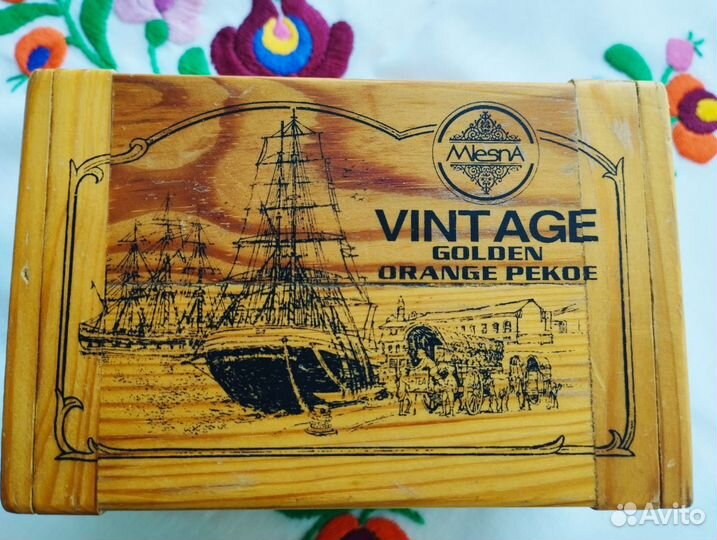 MlesnA
VINTAGE
GOLDEN
ORANGE PEKOE
Avito